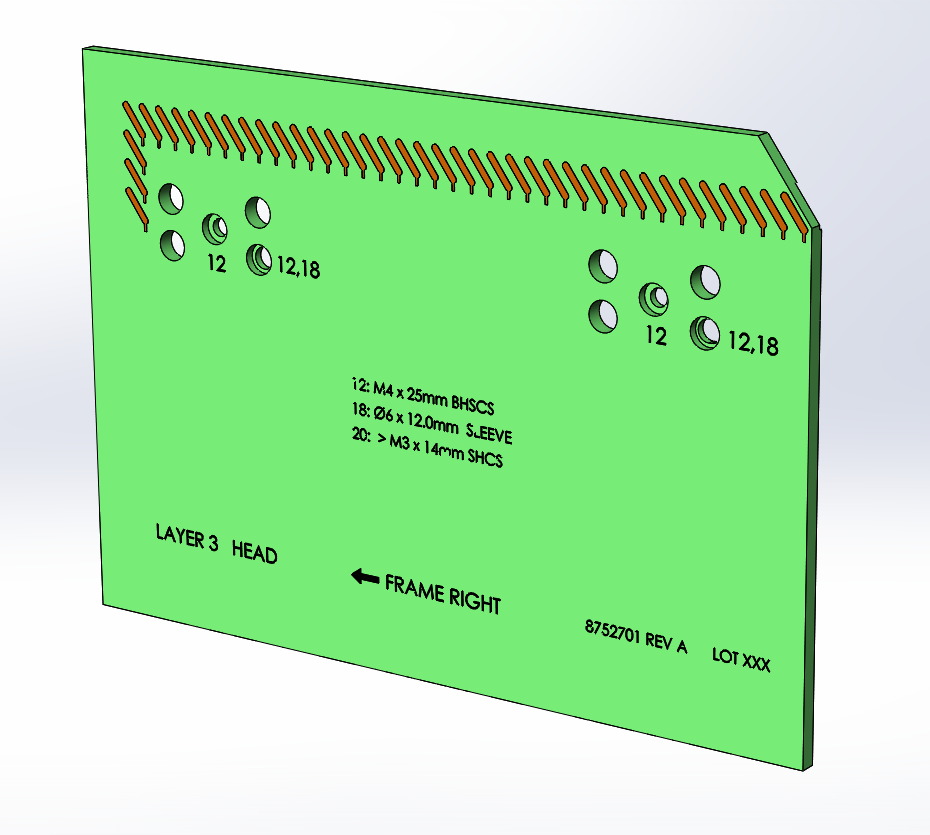 12
12,18
12
12,18
12: M4 x 25mm BHSCS
18: Ø6 x 12.0mm SLEEVE
20: > M3 x 14mm SHCS
LAYER 3 HEAD
FRAME RIGHT
8752701 REV A LOT XXX